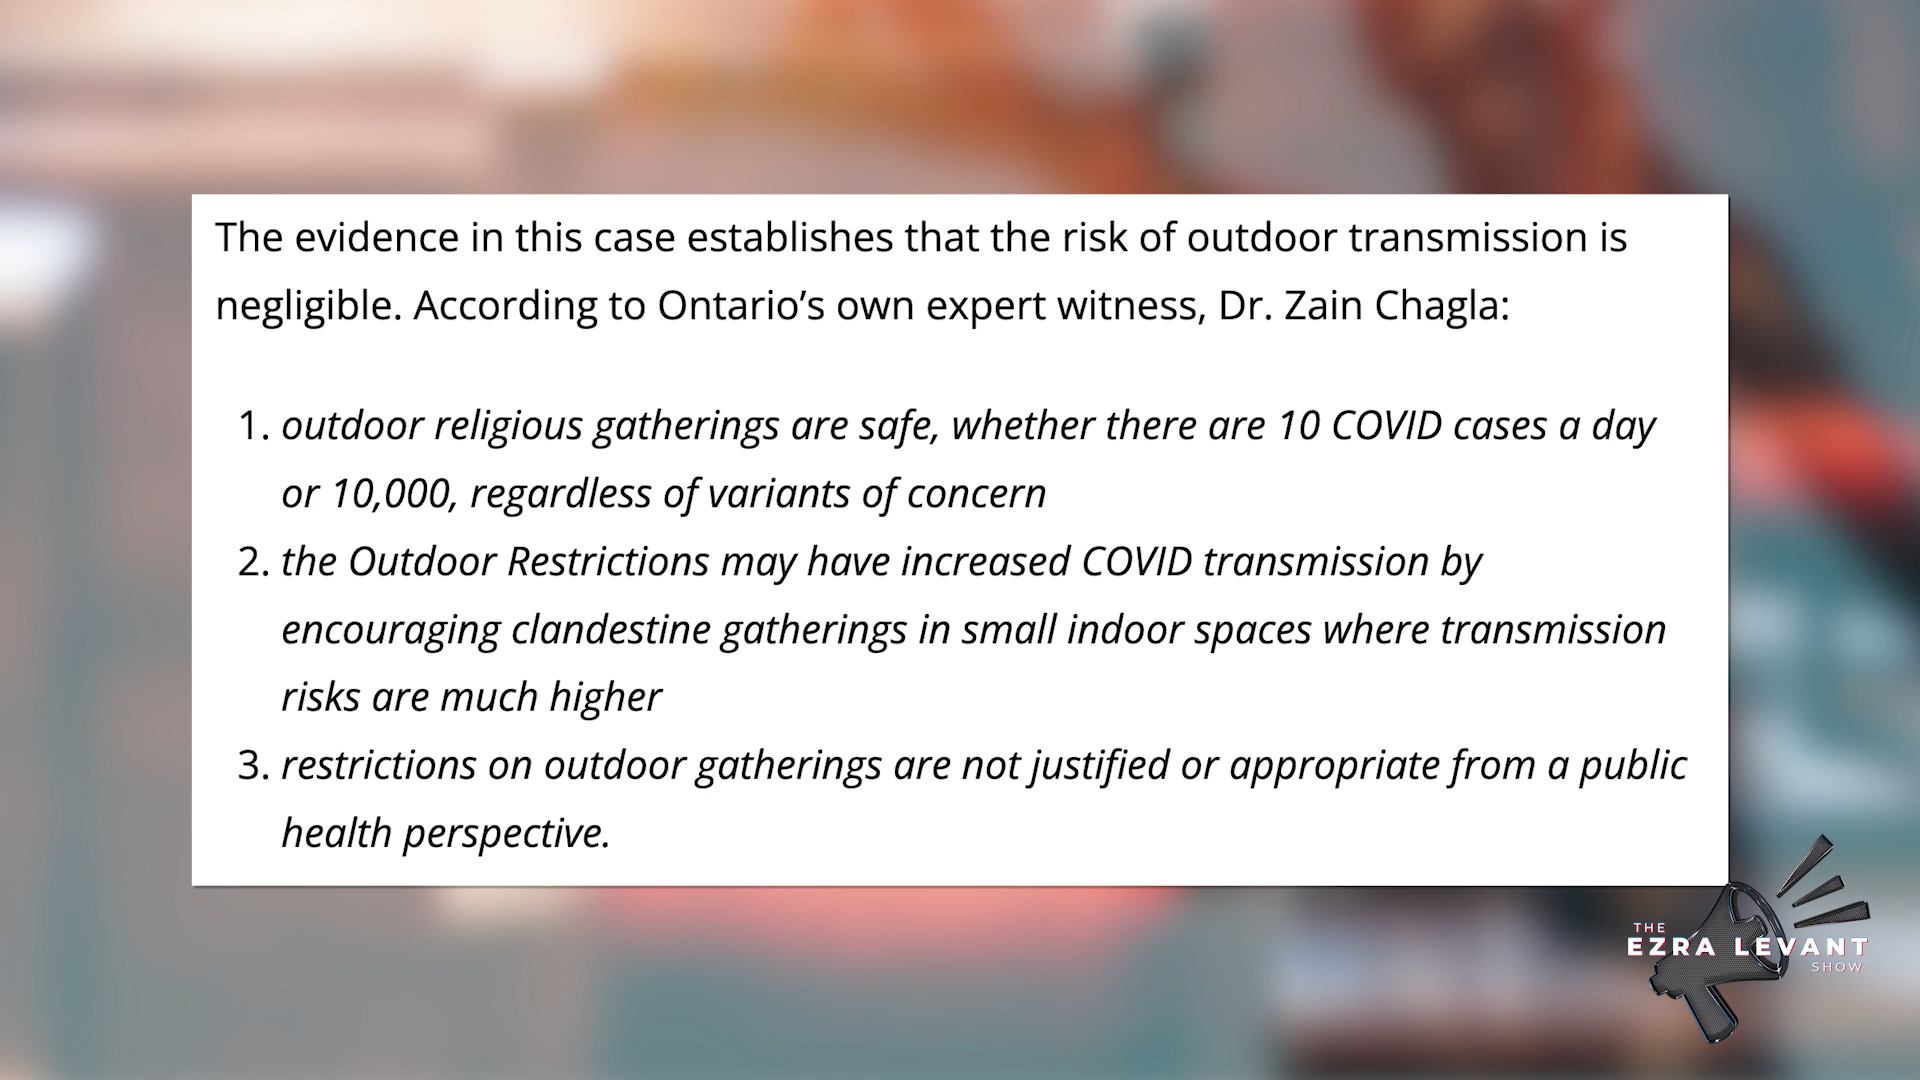 The evidence in this case establishes that the risk of outdoor transmission is
negligible. According to Ontario’s own expert witness, Dr. Zain Chagla:
1. outdoor religious gatherings are safe, whether there are 10 COVID cases a day
or 10,000, regardless of variants of concern
2. the Outdoor Restrictions may have increased COVID transmission by
encouraging clandestine gatherings in small indoor spaces where transmission
risks are much higher
3. restrictions on outdoor gatherings are not justified or appropriate from a public
health perspective.
THE
EZRA LEVANT
SHOW